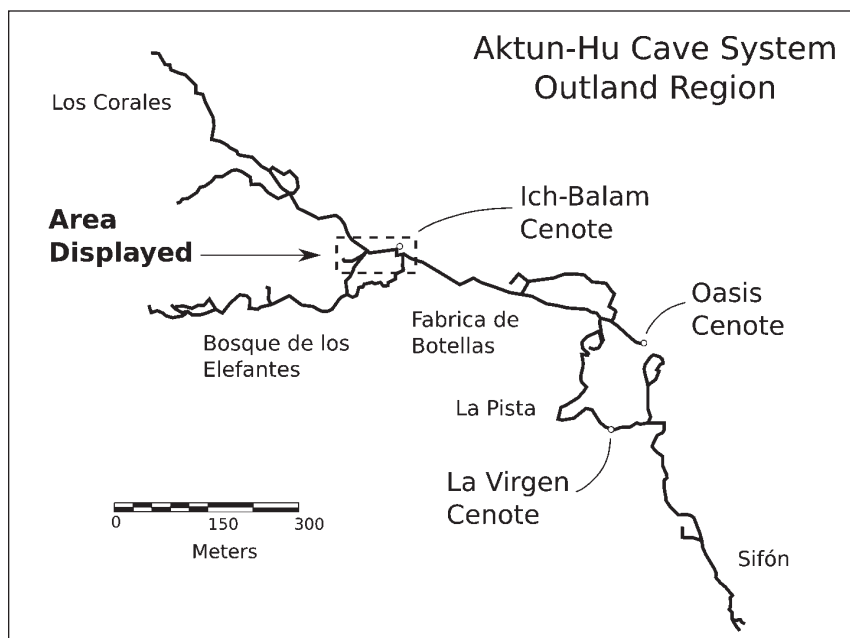 Aktun-Hu Cave System
Outland Region
Los Corales
Ich-Balam
Cenote
Area
Displayed
Oasis
Cenote
Fabrica de
Botellas
Bosque de los
Elefantes
La Pista
La Virgen
Cenote
0 150 300
Meters
Sifón